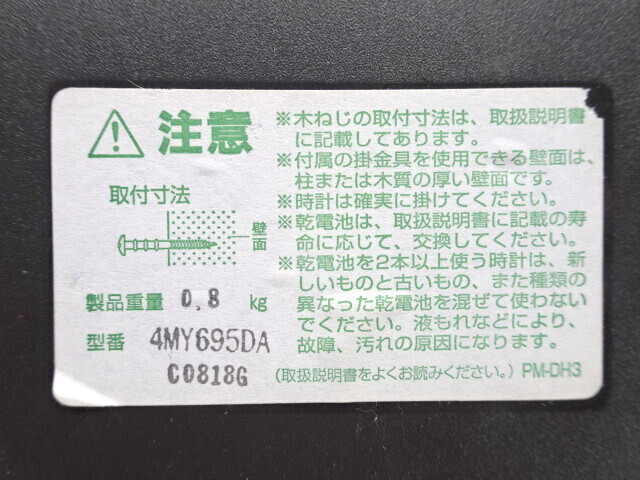 注意
取付寸法
壁面
製品重量 0.8 kg
型番 4MY695DA
C0818G
※木ねじの取付寸法は、取扱説明書
に記載してあります。
※付属の掛金具を使用できる壁面は、
柱または木質の厚い壁面です。
※時計は確実に掛けてください。
※乾電池は、取扱説明書に記載の寿
命に応じて、交換してください。
※乾電池を2本以上使う時計は、新
しいものと古いもの、また種類の
異なった乾電池を混ぜて使わない
でください。液もれなどにより、
故障、汚れの原因になります。
(取扱説明書をよくお読みください。) PM-DH3